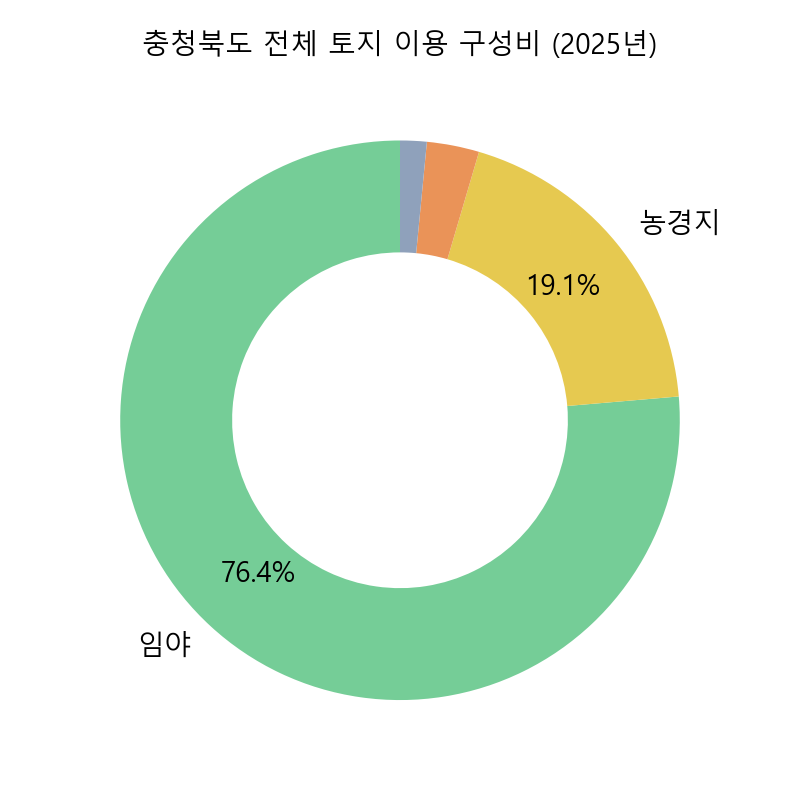 충청북도 전체 토지 이용 구성비 (2025년)
농경지
19.1%
76.4%
임야